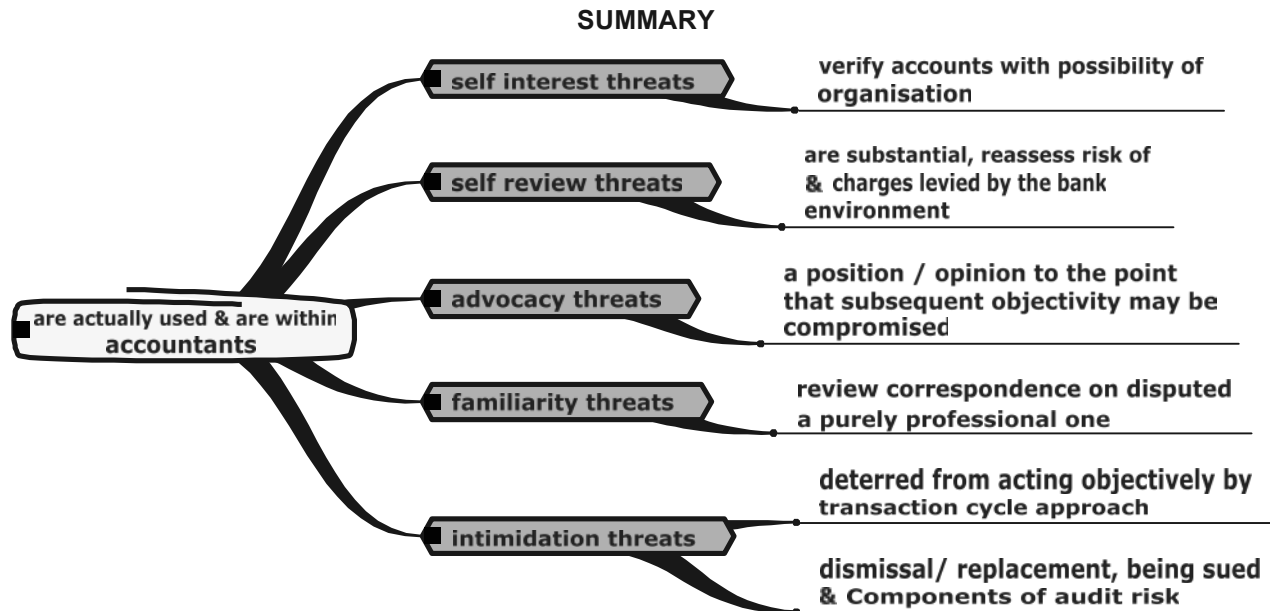 SUMMARY
self interest threats
verify accounts with possibility of
organisation
self review threats
are substantial, reassess risk of
& charges levied by the bank
environment
advocacy threats
a position / opinion to the point
that subsequent objectivity may be
compromised
are actually used & are within
accountants
familiarity threats
review correspondence on disputed
a purely professional one
intimidation threats
deterred from acting objectively by
transaction cycle approach
dismissal/ replacement, being sued
& Components of audit risk